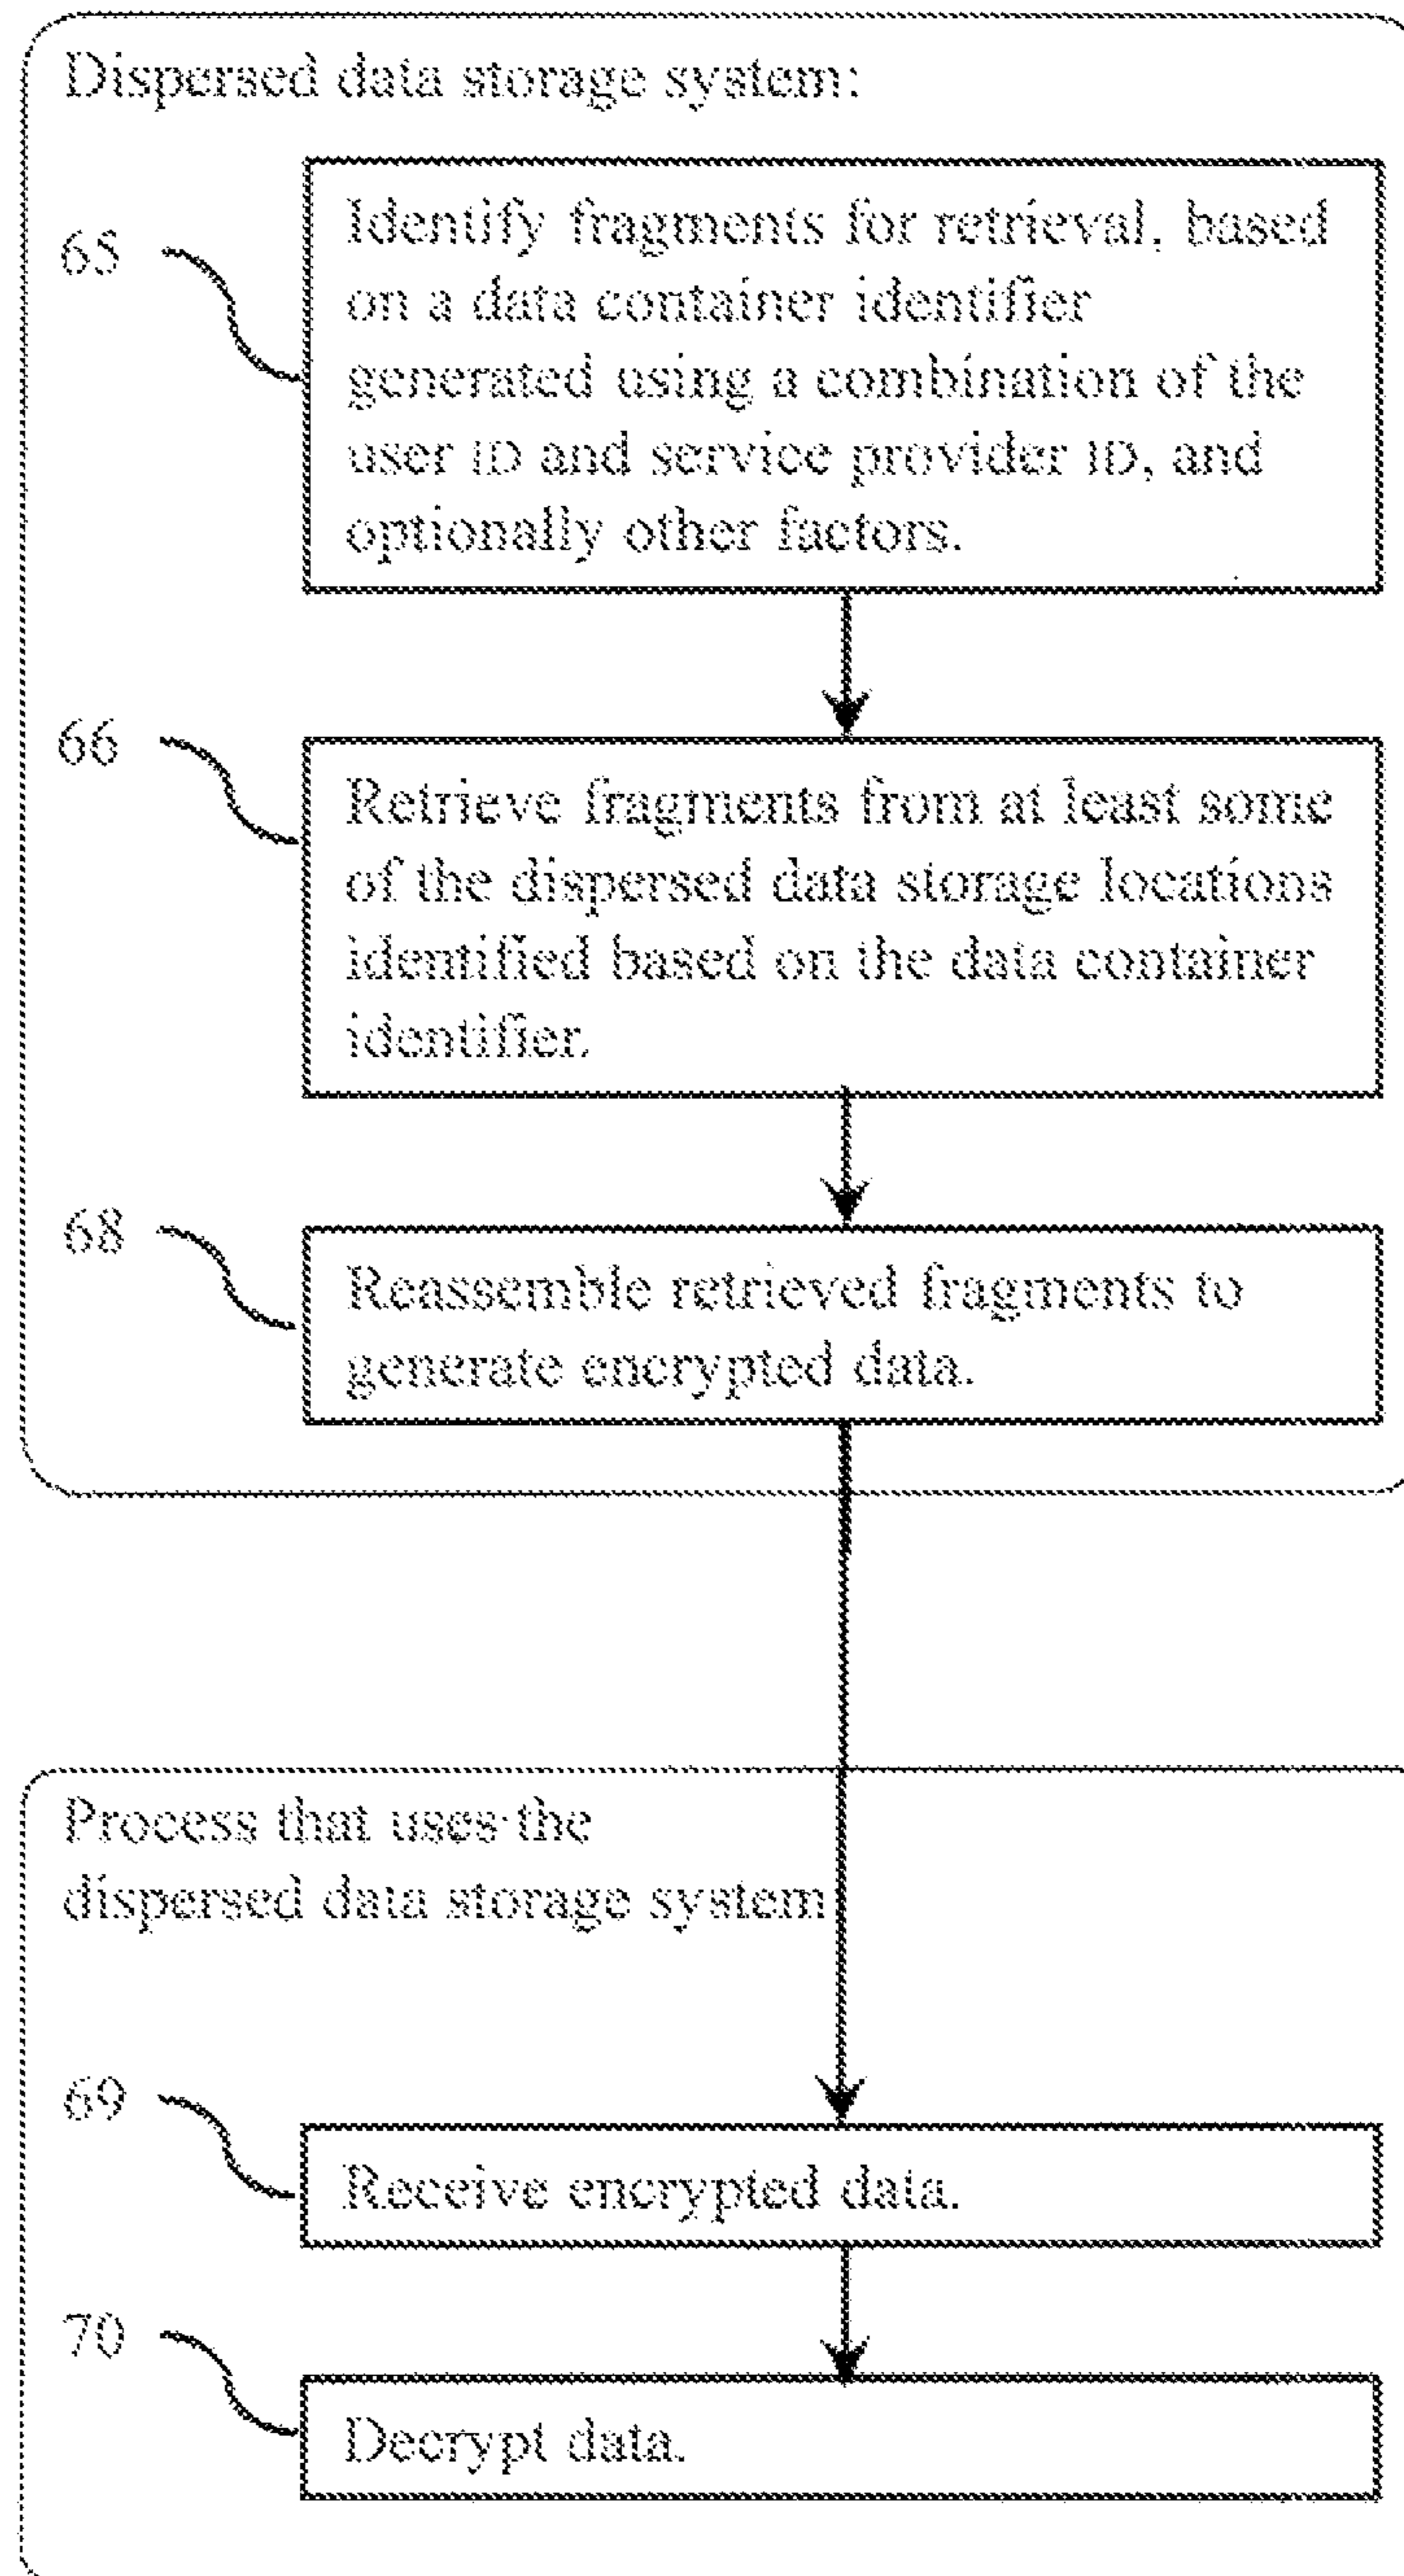 Dispersed data storage system:
65
Identify fragments for retrieval, based
on a data container identifier
generated using a combination of the
user ID and service provider ID, and
optionally other factors.
66
Retrieve fragments from at least some
of the dispersed data storage locations
identified based on the data container
identifier.
68
Reassemble retrieved fragments to
generate encrypted data.
Process that uses the
dispersed data storage system
69
Receive encrypted data.
70
Decrypt data.